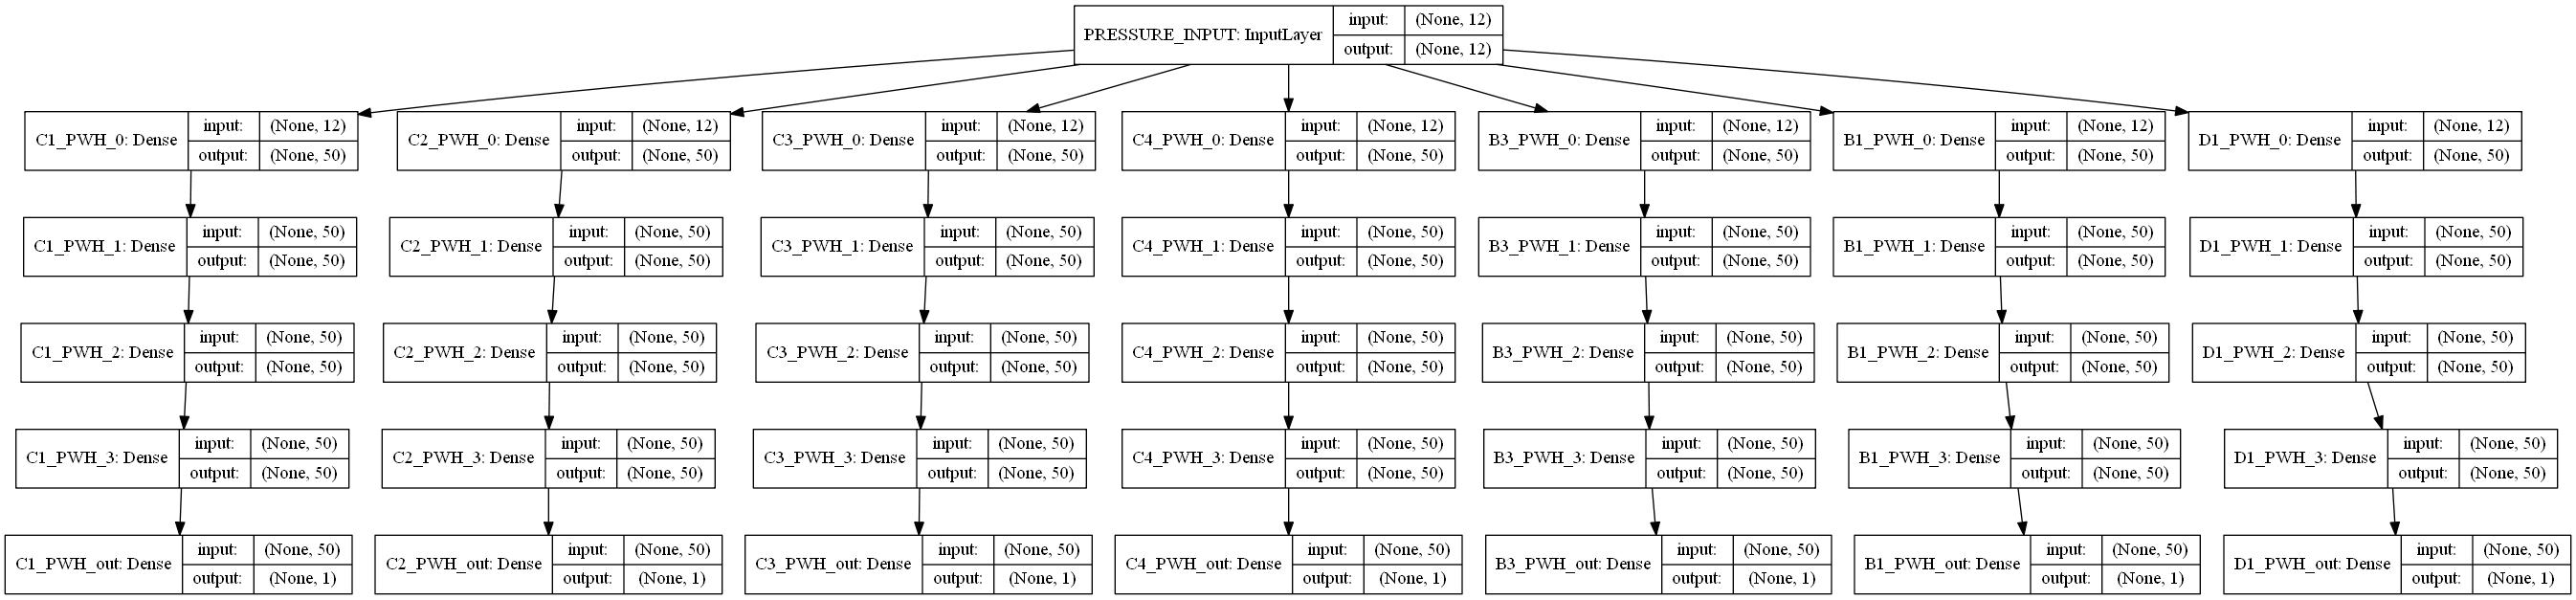 PRESSURE_INPUT: InputLayer input: (None, 12)
output: (None, 12)
C1_PWH_0: Dense input: (None, 12) C2_PWH_0: Dense input: (None, 12) C3_PWH_0: Dense input: (None, 12) C4_PWH_0: Dense input: (None, 12) B3_PWH_0: Dense input: (None, 12) B1_PWH_0: Dense input: (None, 12) D1_PWH_0: Dense input: (None, 12)
output: (None, 50) output: (None, 50) output: (None, 50) output: (None, 50) output: (None, 50) output: (None, 50) output: (None, 50)
C1_PWH_1: Dense input: (None, 50) C2_PWH_1: Dense input: (None, 50) C3_PWH_1: Dense input: (None, 50) C4_PWH_1: Dense input: (None, 50) B3_PWH_1: Dense input: (None, 50) B1_PWH_1: Dense input: (None, 50) D1_PWH_1: Dense input: (None, 50)
output: (None, 50) output: (None, 50) output: (None, 50) output: (None, 50) output: (None, 50) output: (None, 50) output: (None, 50)
C1_PWH_2: Dense input: (None, 50) C2_PWH_2: Dense input: (None, 50) C3_PWH_2: Dense input: (None, 50) C4_PWH_2: Dense input: (None, 50) B3_PWH_2: Dense input: (None, 50) B1_PWH_2: Dense input: (None, 50) D1_PWH_2: Dense input: (None, 50)
output: (None, 50) output: (None, 50) output: (None, 50) output: (None, 50) output: (None, 50) output: (None, 50) output: (None, 50)
C1_PWH_3: Dense input: (None, 50) C2_PWH_3: Dense input: (None, 50) C3_PWH_3: Dense input: (None, 50) C4_PWH_3: Dense input: (None, 50) B3_PWH_3: Dense input: (None, 50) B1_PWH_3: Dense input: (None, 50) D1_PWH_3: Dense input: (None, 50)
output: (None, 50) output: (None, 50) output: (None, 50) output: (None, 50) output: (None, 50) output: (None, 50) output: (None, 50)
C1_PWH_out: Dense input: (None, 50) C2_PWH_out: Dense input: (None, 50) C3_PWH_out: Dense input: (None, 50) C4_PWH_out: Dense input: (None, 50) B3_PWH_out: Dense input: (None, 50) B1_PWH_out: Dense input: (None, 50) D1_PWH_out: Dense input: (None, 50)
output: (None, 1) output: (None, 1) output: (None, 1) output: (None, 1) output: (None, 1) output: (None, 1) output: (None, 1)